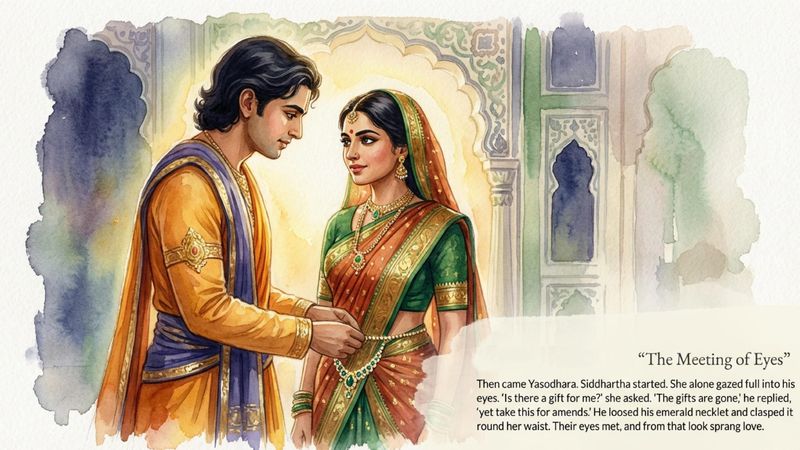 “The Meeting of Eyes”
Then came Yasodhara. Siddhartha started. She alone gazed full into his
eyes. ‘Is there a gift for me?’ she asked. ‘The gifts are gone,’ he replied,
‘yet take this for amends.’ He loosed his emerald necklet and clasped it
round her waist. Their eyes met, and from that look sprang love.